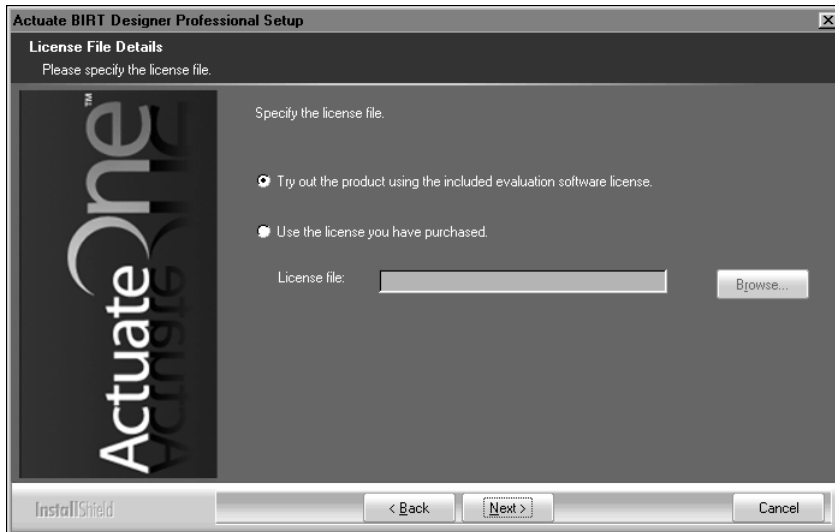 Actuate BIRT Designer Professional Setup
License File Details
Please specify the license file.
ActuateOne™
Specify the license file.
Try out the product using the included evaluation software license.
Use the license you have purchased.
License file:
Browse...
InstallShield
< Back
Next >
Cancel